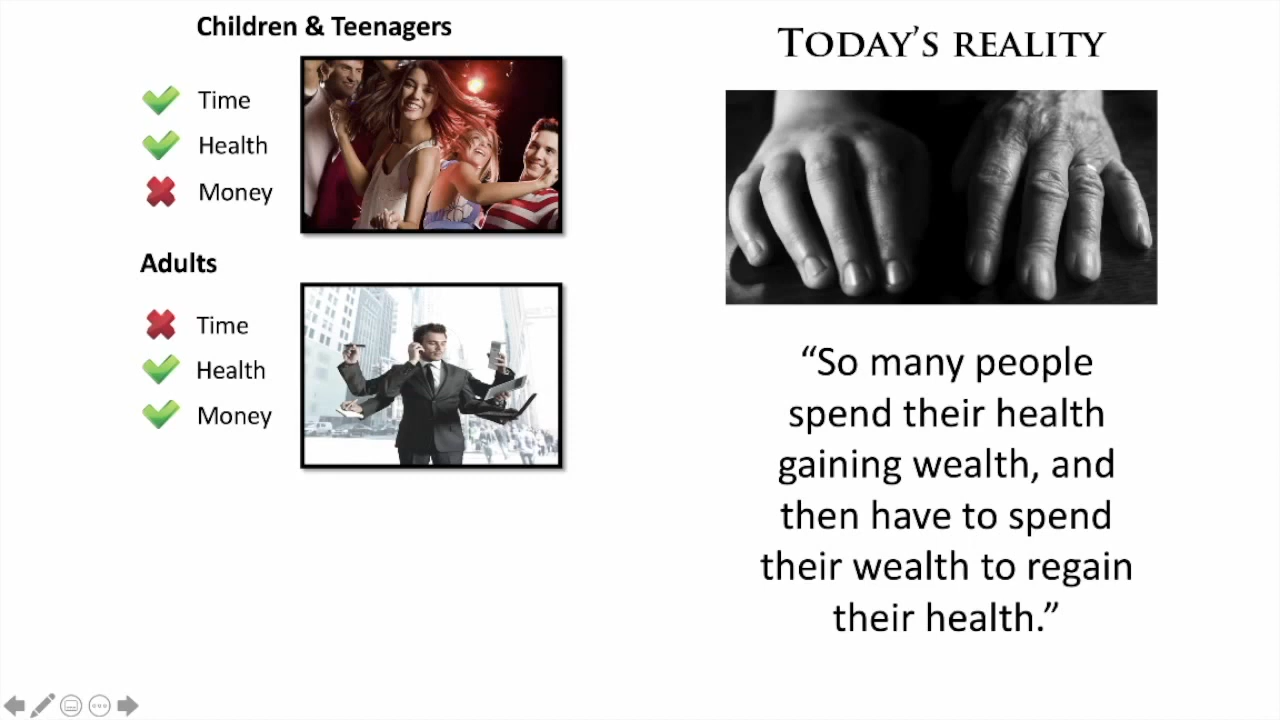 Children & Teenagers
Time
Health
Money
Adults
Time
Health
Money
TODAY'S REALITY
“So many people
spend their health
gaining wealth, and
then have to spend
their wealth to regain
their health.”